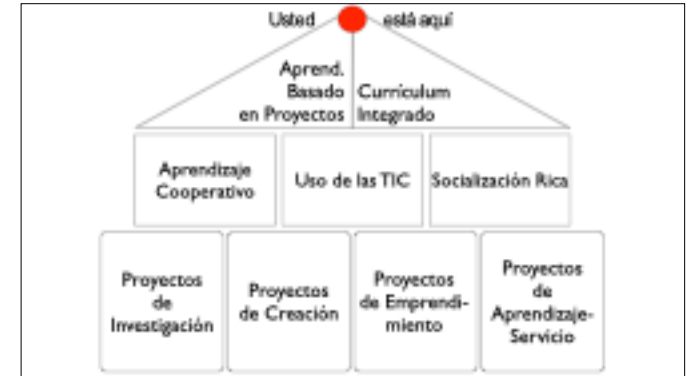 Usted está aquí
Aprend.
Basado
en Proyectos
Currículum
Integrado
Aprendizaje
Cooperativo
Uso de las TIC
Socialización Rica
Proyectos
de
Investigación
Proyectos
de Creación
Proyectos
de Emprendi-
miento
Proyectos
de
Aprendizaje-
Servicio